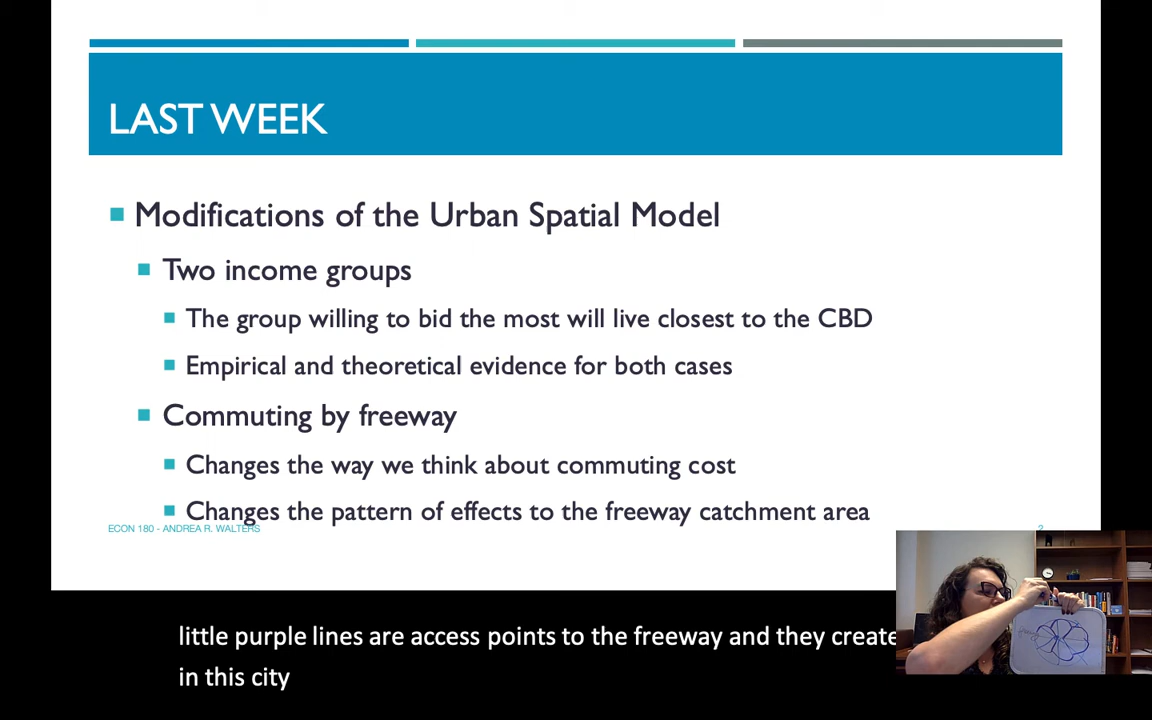 LAST WEEK
Modifications of the Urban Spatial Model
Two income groups
The group willing to bid the most will live closest to the CBD
Empirical and theoretical evidence for both cases
Commuting by freeway
Changes the way we think about commuting cost
Changes the pattern of effects to the freeway catchment area
ECON 180 - ANDREA R. WALTERS
2
little purple lines are access points to the freeway and they create
in this city